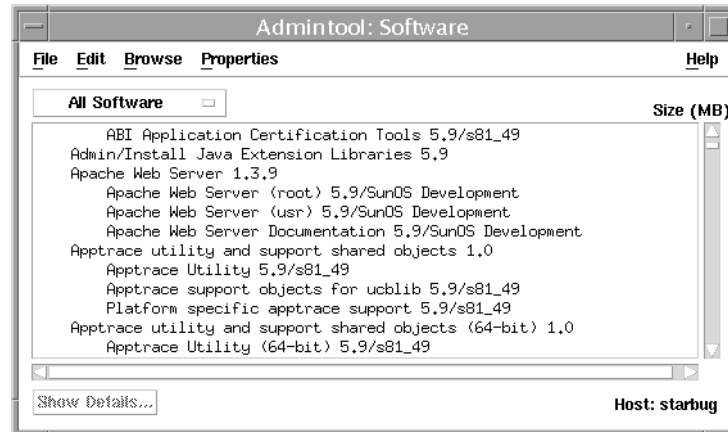 Admintool: Software
File Edit Browse Properties Help
All Software
Size (MB)
ABI Application Certification Tools 5.9/s81_49
Admin/Install Java Extension Libraries 5.9
Apache Web Server 1.3.9
Apache Web Server (root) 5.9/SunOS Development
Apache Web Server (usr) 5.9/SunOS Development
Apache Web Server Documentation 5.9/SunOS Development
Apptrace utility and support shared objects 1.0
Apptrace Utility 5.9/s81_49
Apptrace support objects for ucblib 5.9/s81_49
Platform specific apptrace support 5.9/s81_49
Apptrace utility and support shared objects (64-bit) 1.0
Apptrace Utility (64-bit) 5.9/s81_49
Show Details...
Host: starbug